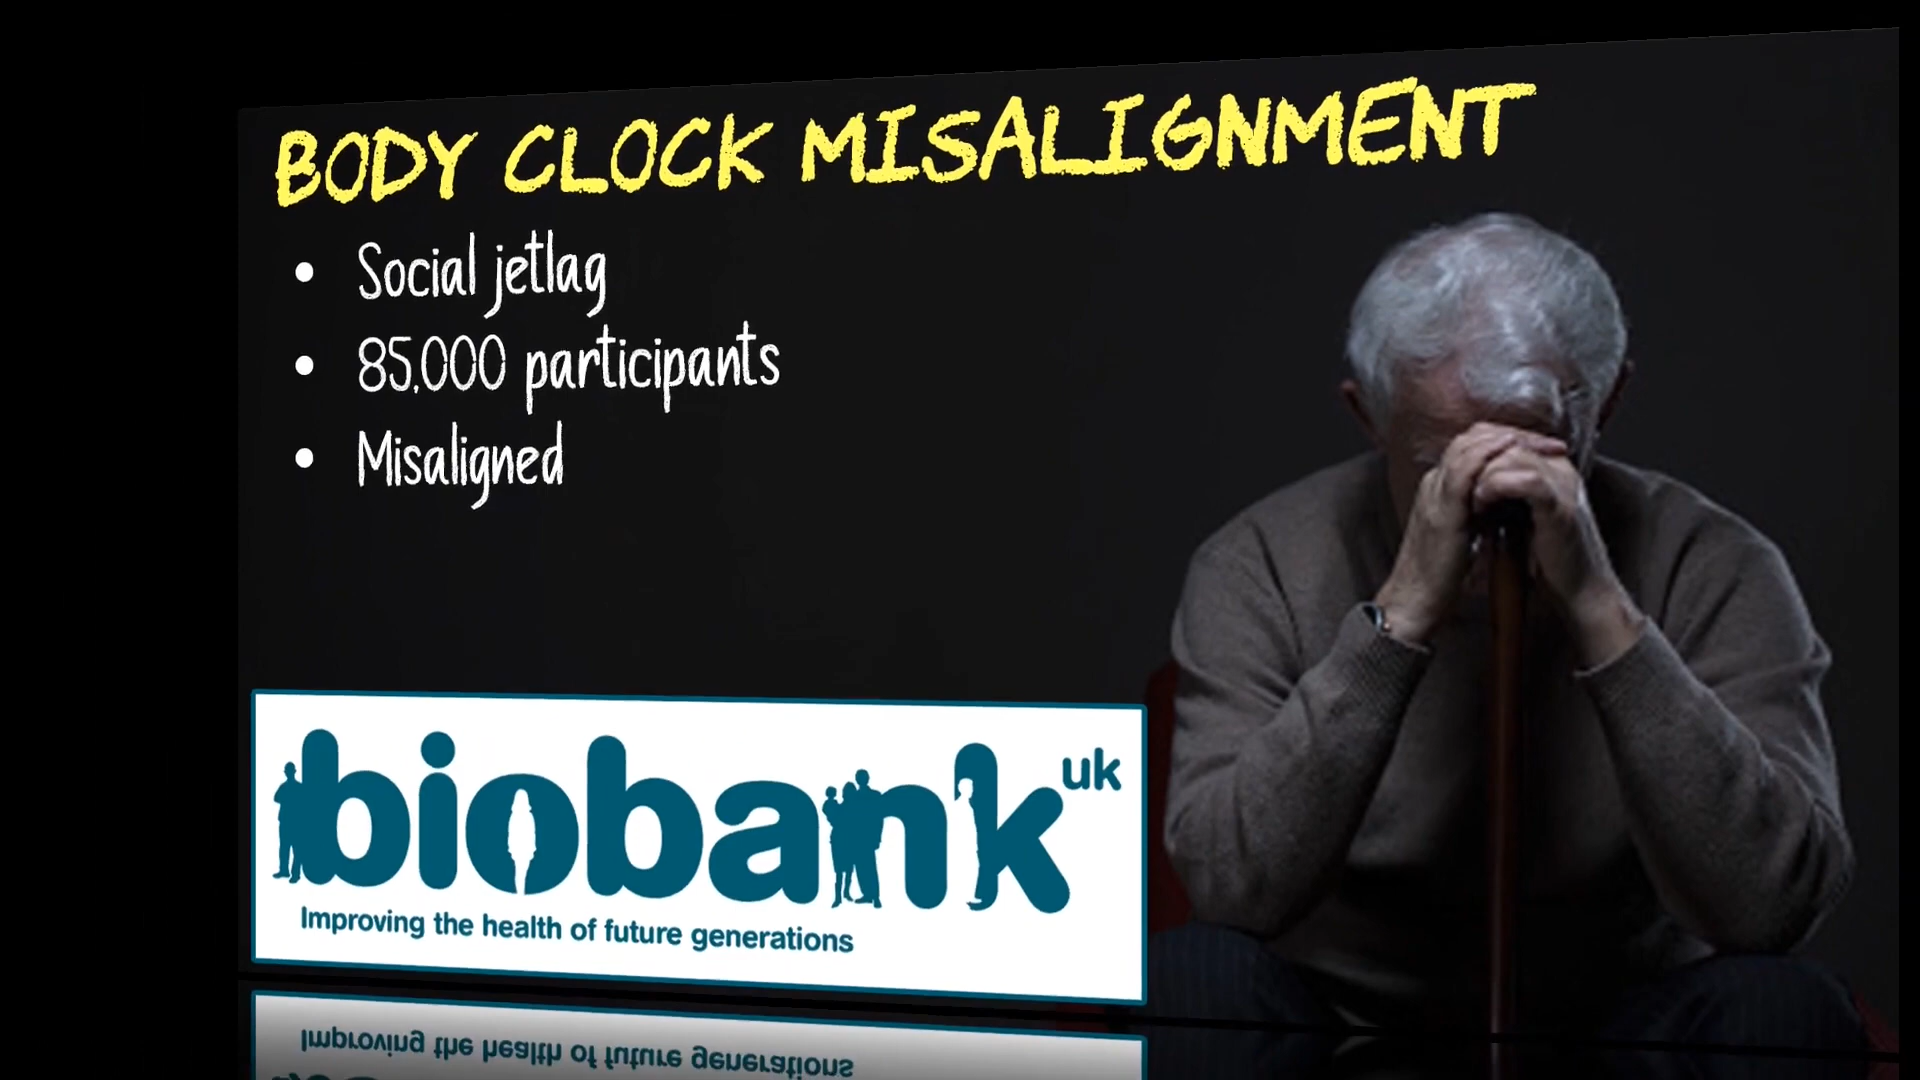 BODY CLOCK MISALIGNMENT
• Social jetlag
• 85,000 participants
• Misaligned
biobank uk
Improving the health of future generations
Improving the health of future generations